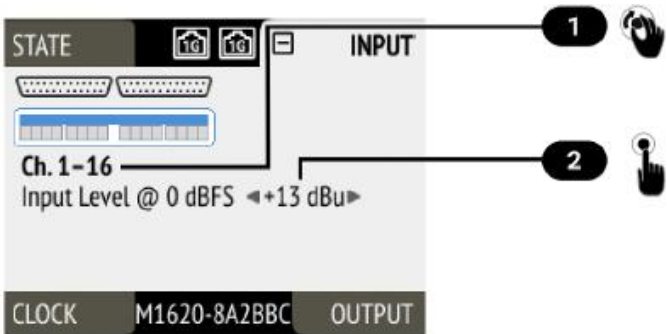 STATE 1G 1G INPUT 1
Ch. 1–16
2
Input Level @ 0 dBFS ◄+13 dBu►
CLOCK M1620-8A2BBC OUTPUT